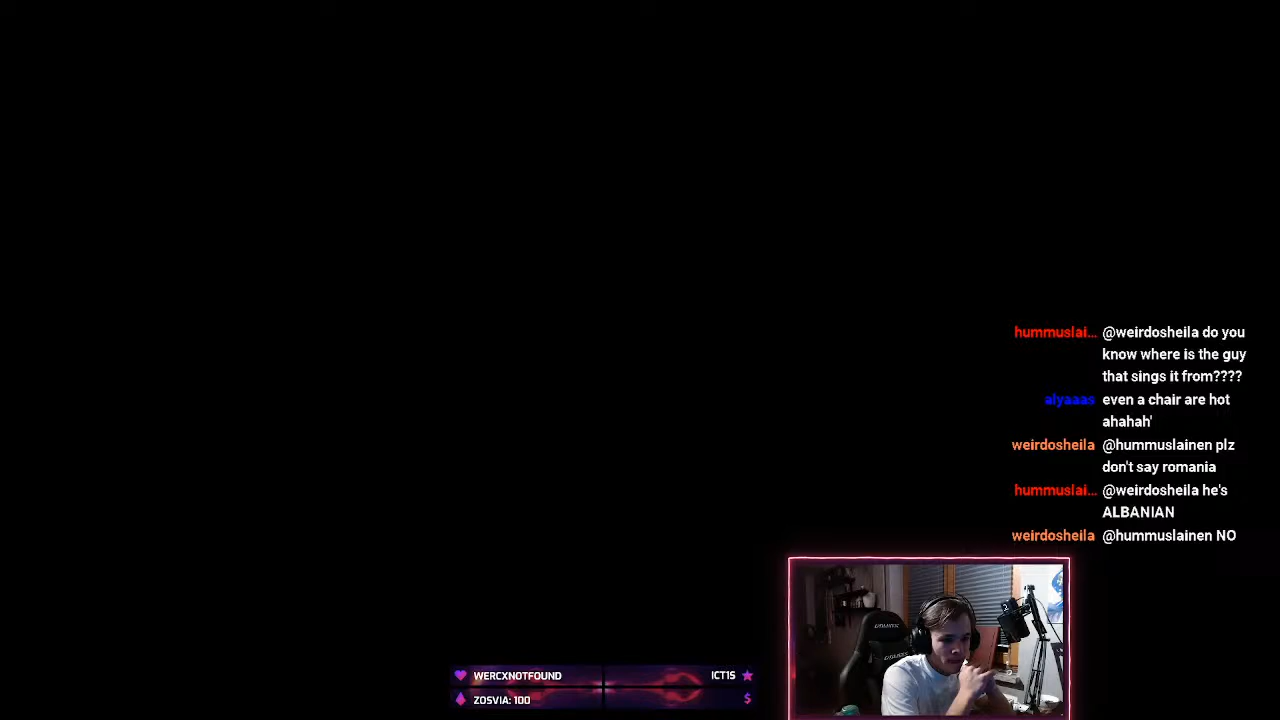 hummuslai... @weirdosheila do you
know where is the guy
that sings it from????
alyaaas even a chair are hot
ahahah'
weirdosheila @hummuslainen plz
don't say romania
hummuslai... @weirdosheila he's
ALBANIAN
weirdosheila @hummuslainen NO
WERCXNOTFOUND
ICT1S
ZOSVIA: 100
$